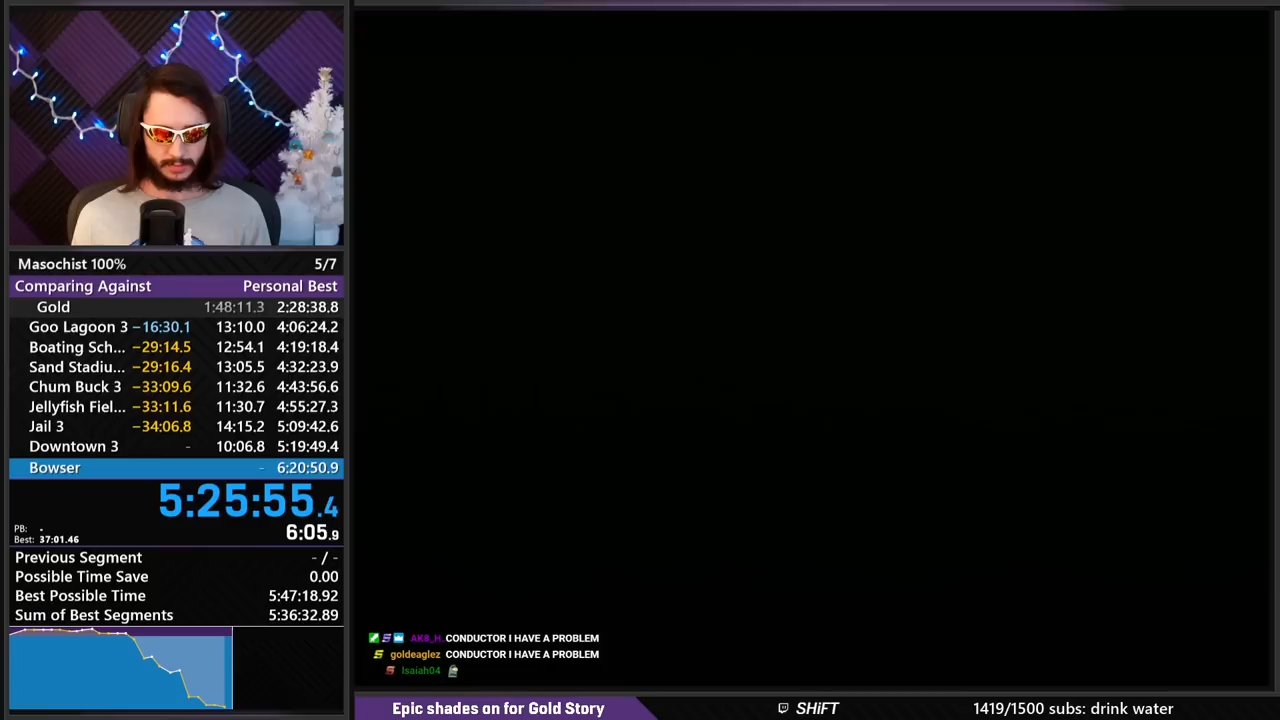 Masochist 100% 5/7
Comparing Against Personal Best
Gold 1:48:11.3 2:28:38.8
Goo Lagoon 3 −16:30.1 13:10.0 4:06:24.2
Boating Sch... −29:14.5 12:54.1 4:19:18.4
Sand Stadiu... −29:16.4 13:05.5 4:32:23.9
Chum Buck 3 −33:09.6 11:32.6 4:43:56.6
Jellyfish Fiel... −33:11.6 11:30.7 4:55:27.3
Jail 3 −34:06.8 14:15.2 5:09:42.6
Downtown 3 - 10:06.8 5:19:49.4
Bowser - 6:20:50.9
5:25:55.4
PB: -
Best: 37:01.46
6:05.9
Previous Segment - / -
Possible Time Save 0.00
Best Possible Time 5:47:18.92
Sum of Best Segments 5:36:32.89
AK8_H. CONDUCTOR I HAVE A PROBLEM
goldeaglez CONDUCTOR I HAVE A PROBLEM
Isaiah04
Epic shades on for Gold Story SHiFT 1419/1500 subs: drink water